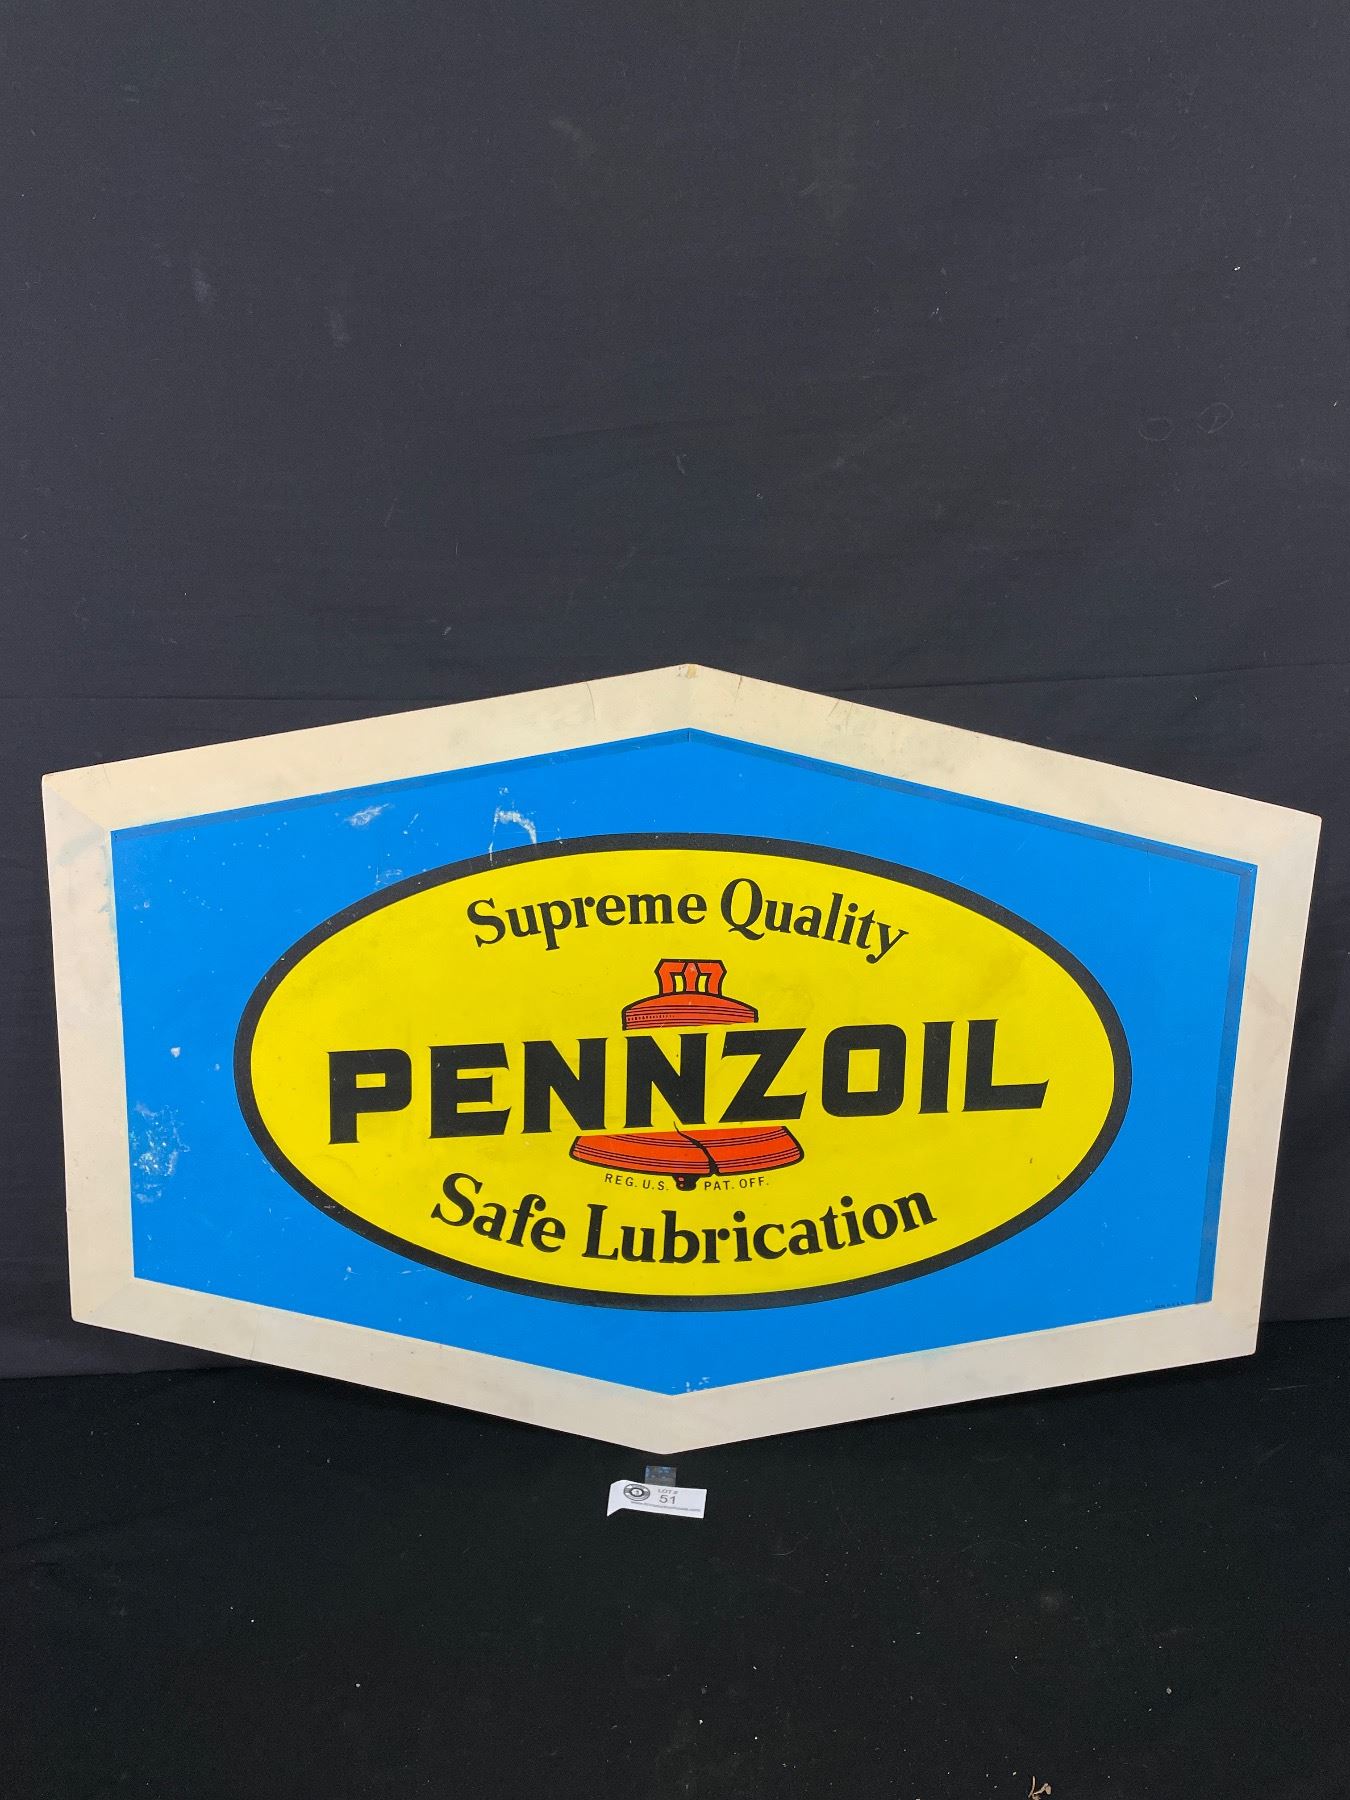 Supreme Quality
PENNZOIL
REG. U.S. PAT. OFF.
Safe Lubrication
LOT #
51